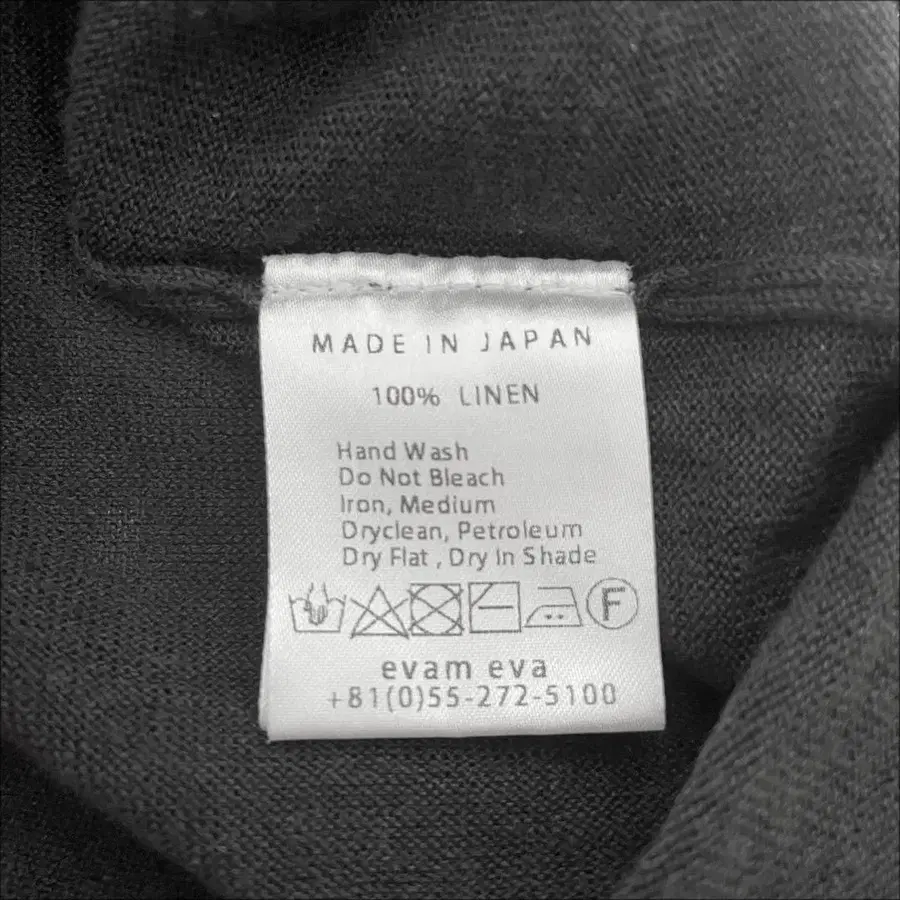 MADE IN JAPAN
100% LINEN
Hand Wash
Do Not Bleach
Iron, Medium
Dryclean, Petroleum
Dry Flat , Dry In Shade
F
evam eva
+81(0)55-272-5100